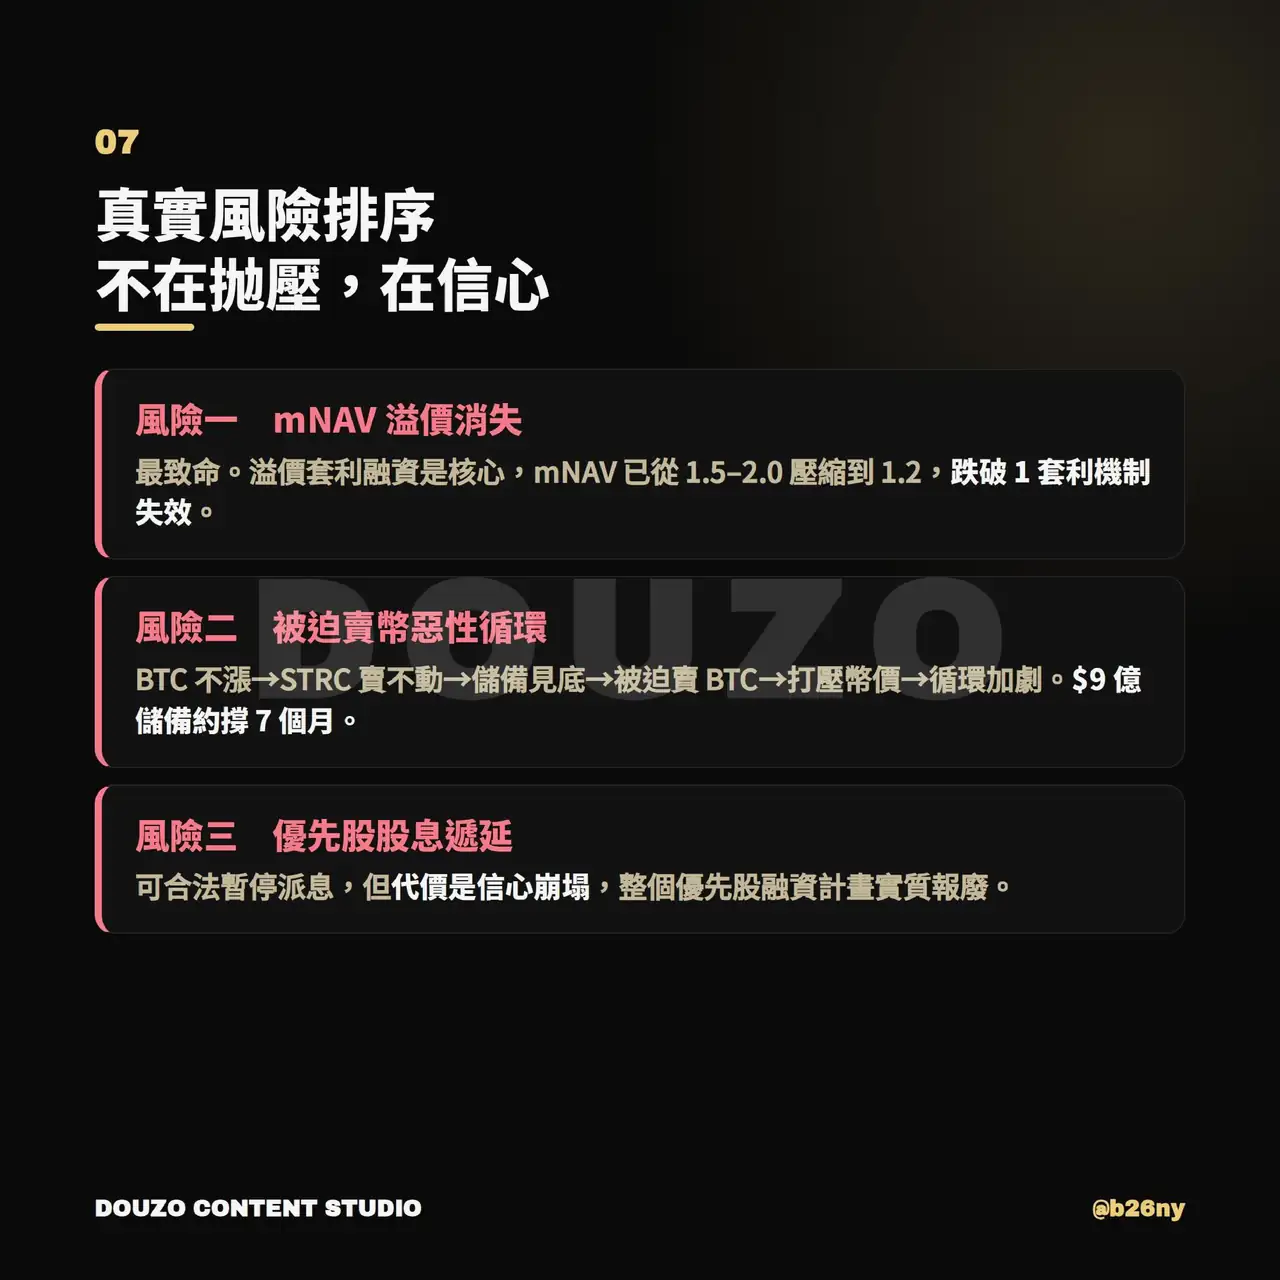 07
真實風險排序
不在拋壓，在信心
風險一　mNAV 溢價消失
最致命。溢價套利融資是核心，mNAV 已從 1.5–2.0 壓縮到 1.2，跌破 1 套利機制
失效。
DOUZO
風險二　被迫賣幣惡性循環
BTC 不漲→STRC 賣不動→儲備見底→被迫賣 BTC→打壓幣價→循環加劇。$9 億
儲備約撐 7 個月。
風險三　優先股股息遞延
可合法暫停派息，但代價是信心崩塌，整個優先股融資計畫實質報廢。
DOUZO CONTENT STUDIO
@b26ny